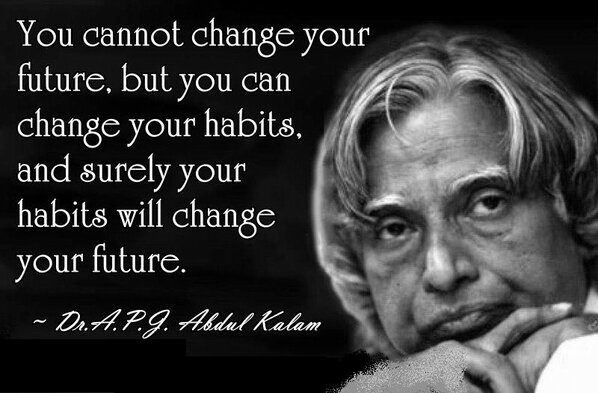 You cannot change your
future, but you can
change your habits,
and surely your
habits will change
your future.
~ Dr.A.P.J. Abdul Kalam